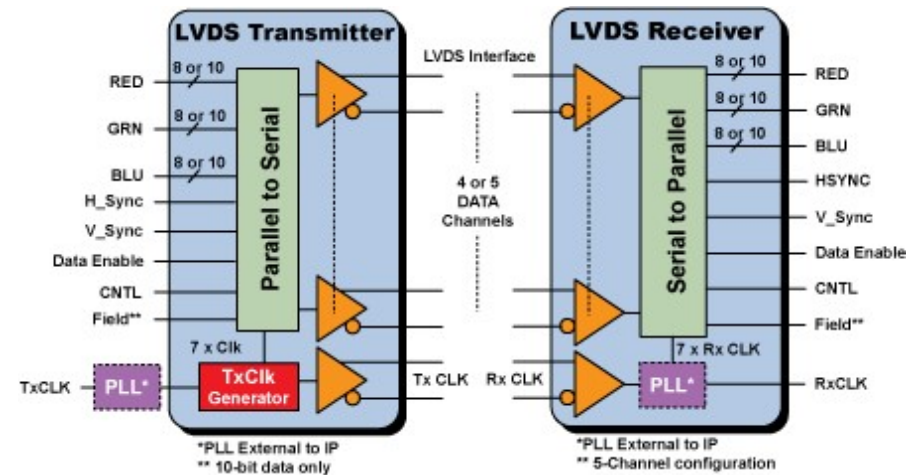 LVDS Transmitter
8 or 10
RED
8 or 10
GRN
8 or 10
BLU
H_Sync
V_Sync
Data Enable
CNTL
Field**
Parallel to Serial
7 x Clk
TxCLK
PLL*
TxClk
Generator
*PLL External to IP
** 10-bit data only
LVDS Interface
4 or 5
DATA
Channels
Tx CLK
Rx CLK
LVDS Receiver
Serial to Parallel
8 or 10
RED
8 or 10
GRN
8 or 10
BLU
HSYNC
V_Sync
Data Enable
CNTL
Field**
7 x Rx CLK
PLL*
RxCLK
*PLL External to IP
** 5-Channel configuration